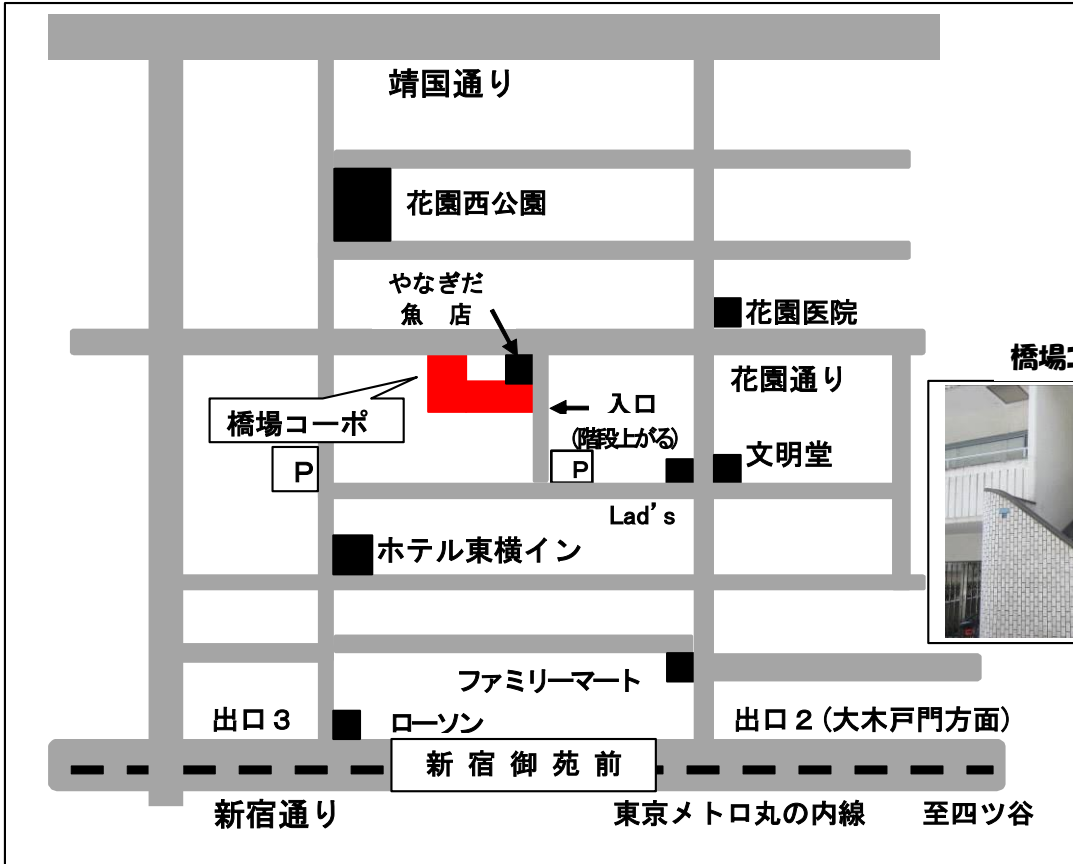 靖国通り
花園西公園
やなぎだ
魚 店
花園医院
橋場
花園通り
入口
(階段上がる)
橋場コーポ
文明堂
P
P
Lad's
ホテル東横イン
ファミリーマート
出口3
ローソン
出口2(大木戸門方面)
新宿御苑前
新宿通り
東京メトロ丸の内線
至四ツ谷